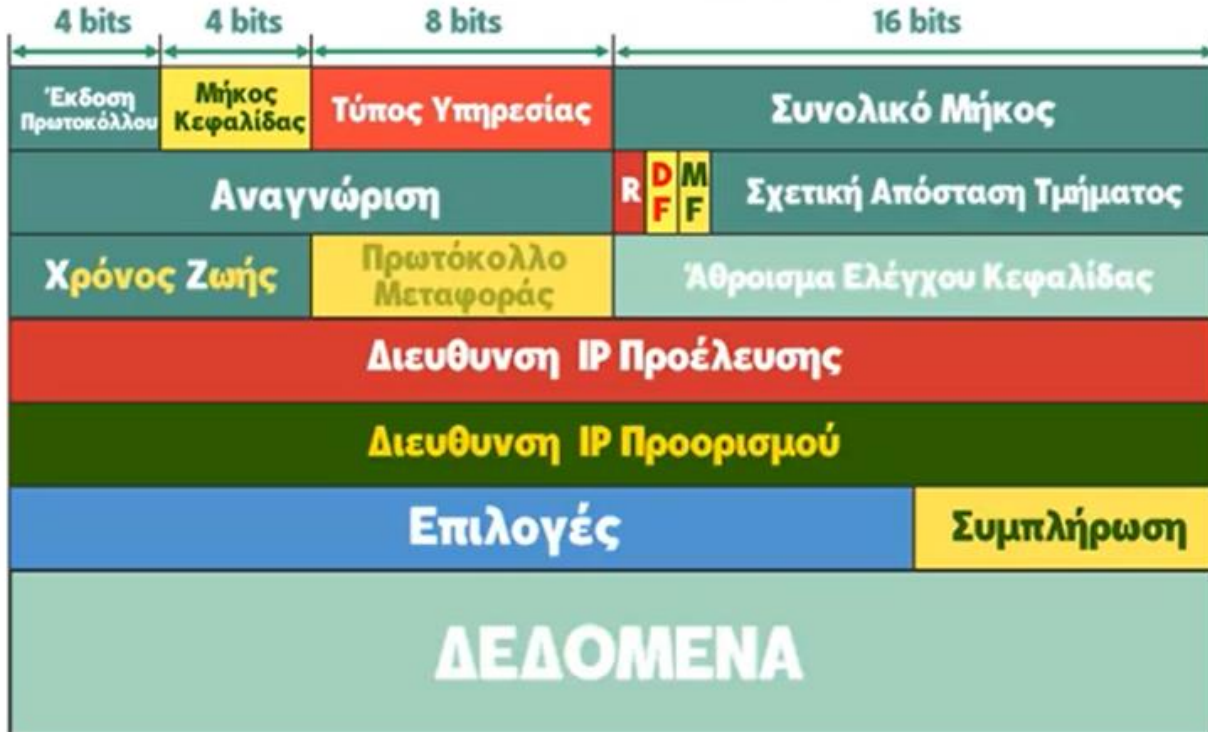 4 bits 4 bits 8 bits 16 bits
Έκδοση
Πρωτοκόλλου
Μήκος
Κεφαλίδας
Τύπος Υπηρεσίας
Συνολικό Μήκος
Αναγνώριση
R
D
F
M
F
Σχετική Απόσταση Τμήματος
Χρόνος Ζωής
Πρωτόκολλο
Μεταφοράς
Άθροισμα Ελέγχου Κεφαλίδας
Διευθυνση IP Προέλευσης
Διευθυνση IP Προορισμού
Επιλογές
Συμπλήρωση
ΔΕΔΟΜΕΝΑ